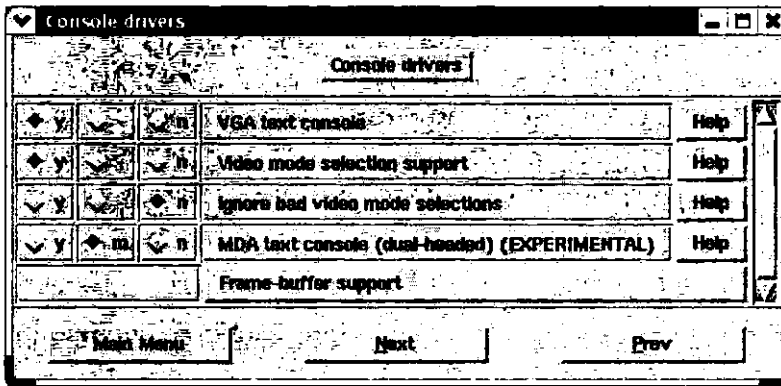 Console drivers
Console drivers
y n VGA text console Help
y n Video mode selection support Help
y n Ignore bad video mode selections Help
y m n MDA text console (dual-headed) (EXPERIMENTAL) Help
Frame-buffer support
Main Menu Next Prev